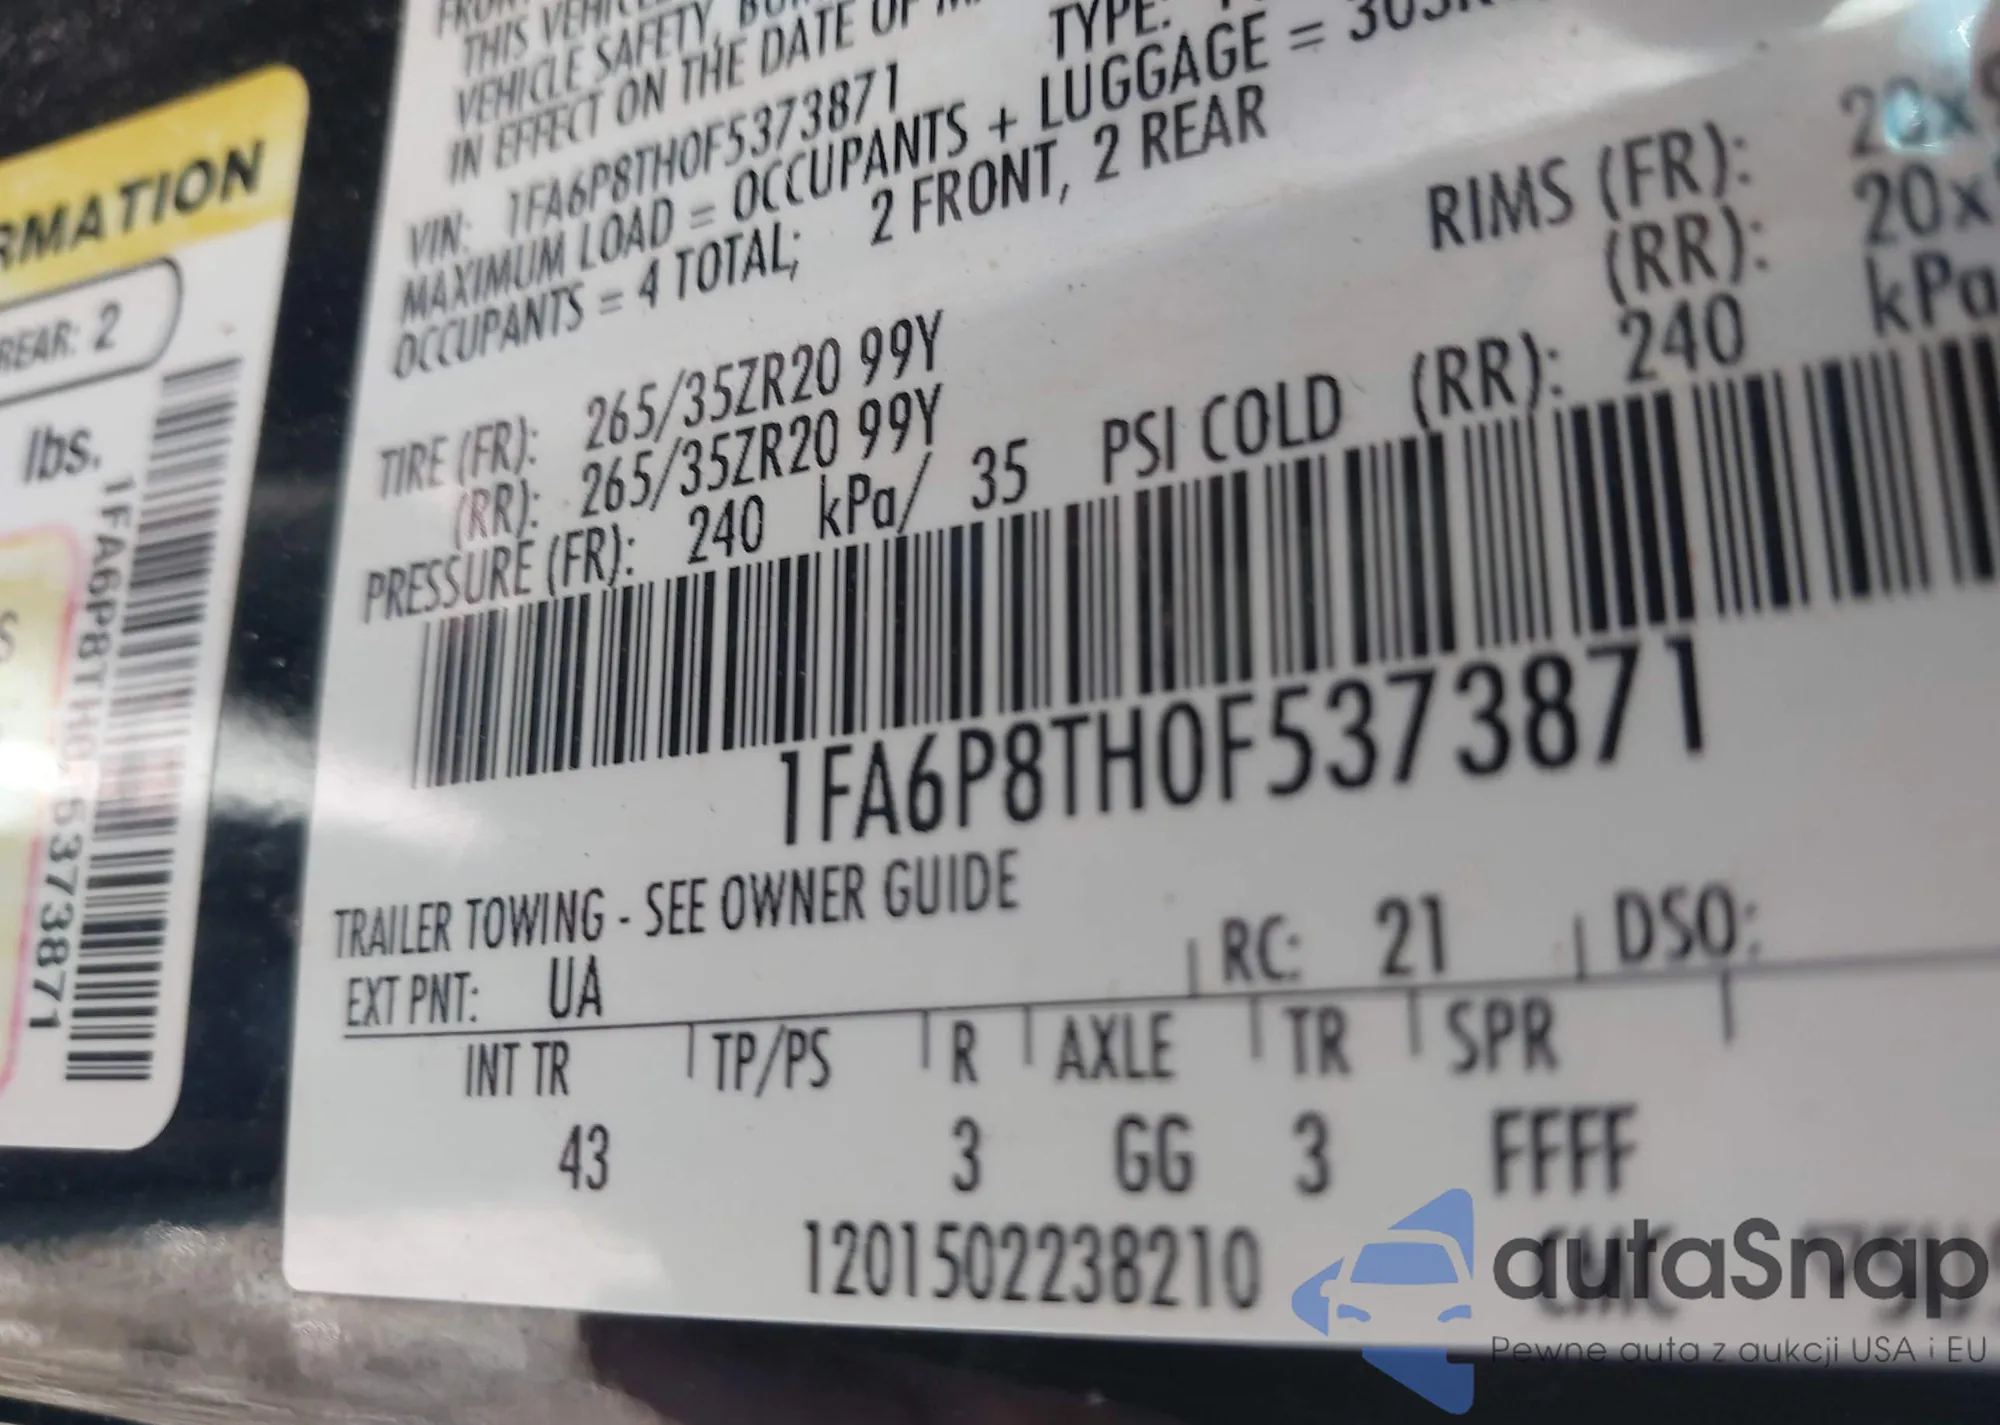 RMATION
REAR: 2
lbs.
1FA6P8TH0F5373871
THIS VEHICLE
VEHICLE SAFETY,
IN EFFECT ON THE DATE OF
TYPE:
VIN: 1FA6P8TH0F5373871
MAXIMUM LOAD = OCCUPANTS + LUGGAGE =
OCCUPANTS = 4 TOTAL; 2 FRONT, 2 REAR
TIRE (FR): 265/35ZR20 99Y
RIMS (FR):
(RR): 265/35ZR20 99Y
(RR): 20x
PRESSURE (FR): 240 kPa/ 35 PSI COLD (RR): 240 kPa
1FA6P8TH0F5373871
TRAILER TOWING - SEE OWNER GUIDE
EXT PNT: UA
RC: 21
DSO:
INT TR TP/PS R AXLE TR SPR
43 3 GG 3 FFFF
1201502238210
autaSnap
Pewne auta z aukcji USA i EU